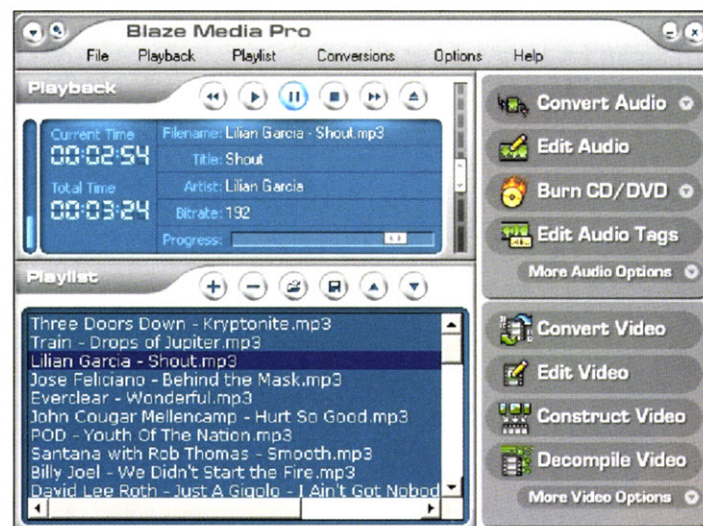 Blaze Media Pro
File Playback Playlist Conversions Options Help
Playback
Current Time
00:02:54
Total Time
00:03:24
Filename: Lilian Garcia - Shout.mp3
Title: Shout
Artist: Lilian Garcia
Bitrate: 192
Progress:
Playlist
Three Doors Down - Kryptonite.mp3
Train - Drops of Jupiter.mp3
Lilian Garcia - Shout.mp3
Jose Feliciano - Behind the Mask.mp3
Everclear - Wonderful.mp3
John Cougar Mellencamp - Hurt So Good.mp3
POD - Youth Of The Nation.mp3
Santana with Rob Thomas - Smooth.mp3
Billy Joel - We Didn't Start the Fire.mp3
David Lee Roth - Just A Gigolo - I Ain't Got Nobod
Convert Audio
Edit Audio
Burn CD/DVD
Edit Audio Tags
More Audio Options
Convert Video
Edit Video
Construct Video
Decompile Video
More Video Options